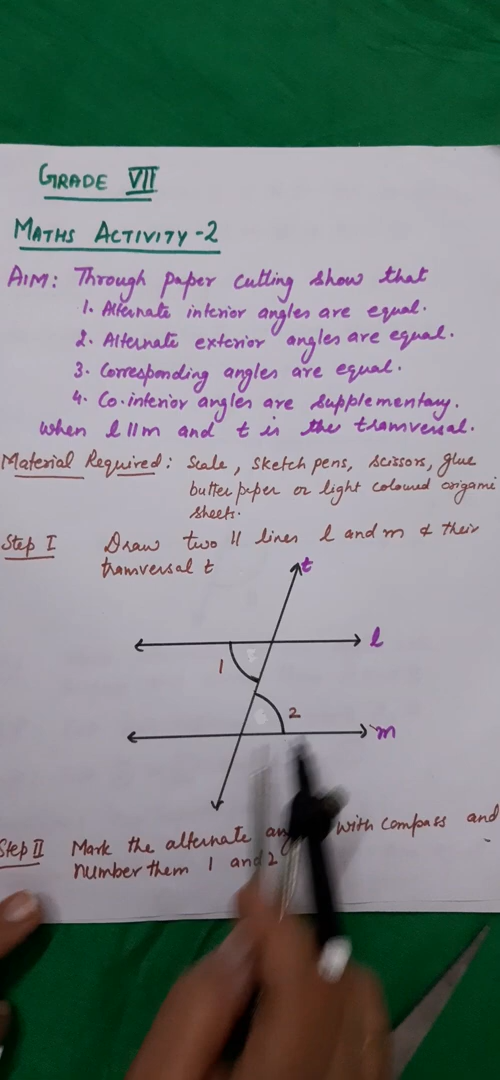 GRADE VII
MATHS ACTIVITY-2
AIM: Through paper cutting show that
1. Alternate interior angles are equal.
2. Alternate exterior angles are equal.
3. Corresponding angles are equal.
4. Co-interior angles are supplementary.
when l || m and t is the transversal.
Material Required: Scale, sketch pens, scissors, glue
butter paper or light coloured origami
sheets.
Step I Draw two || lines l and m & their
transversal t
t
l
1
2
m
Step II Mark the alternate with compass and
number them 1 and 2